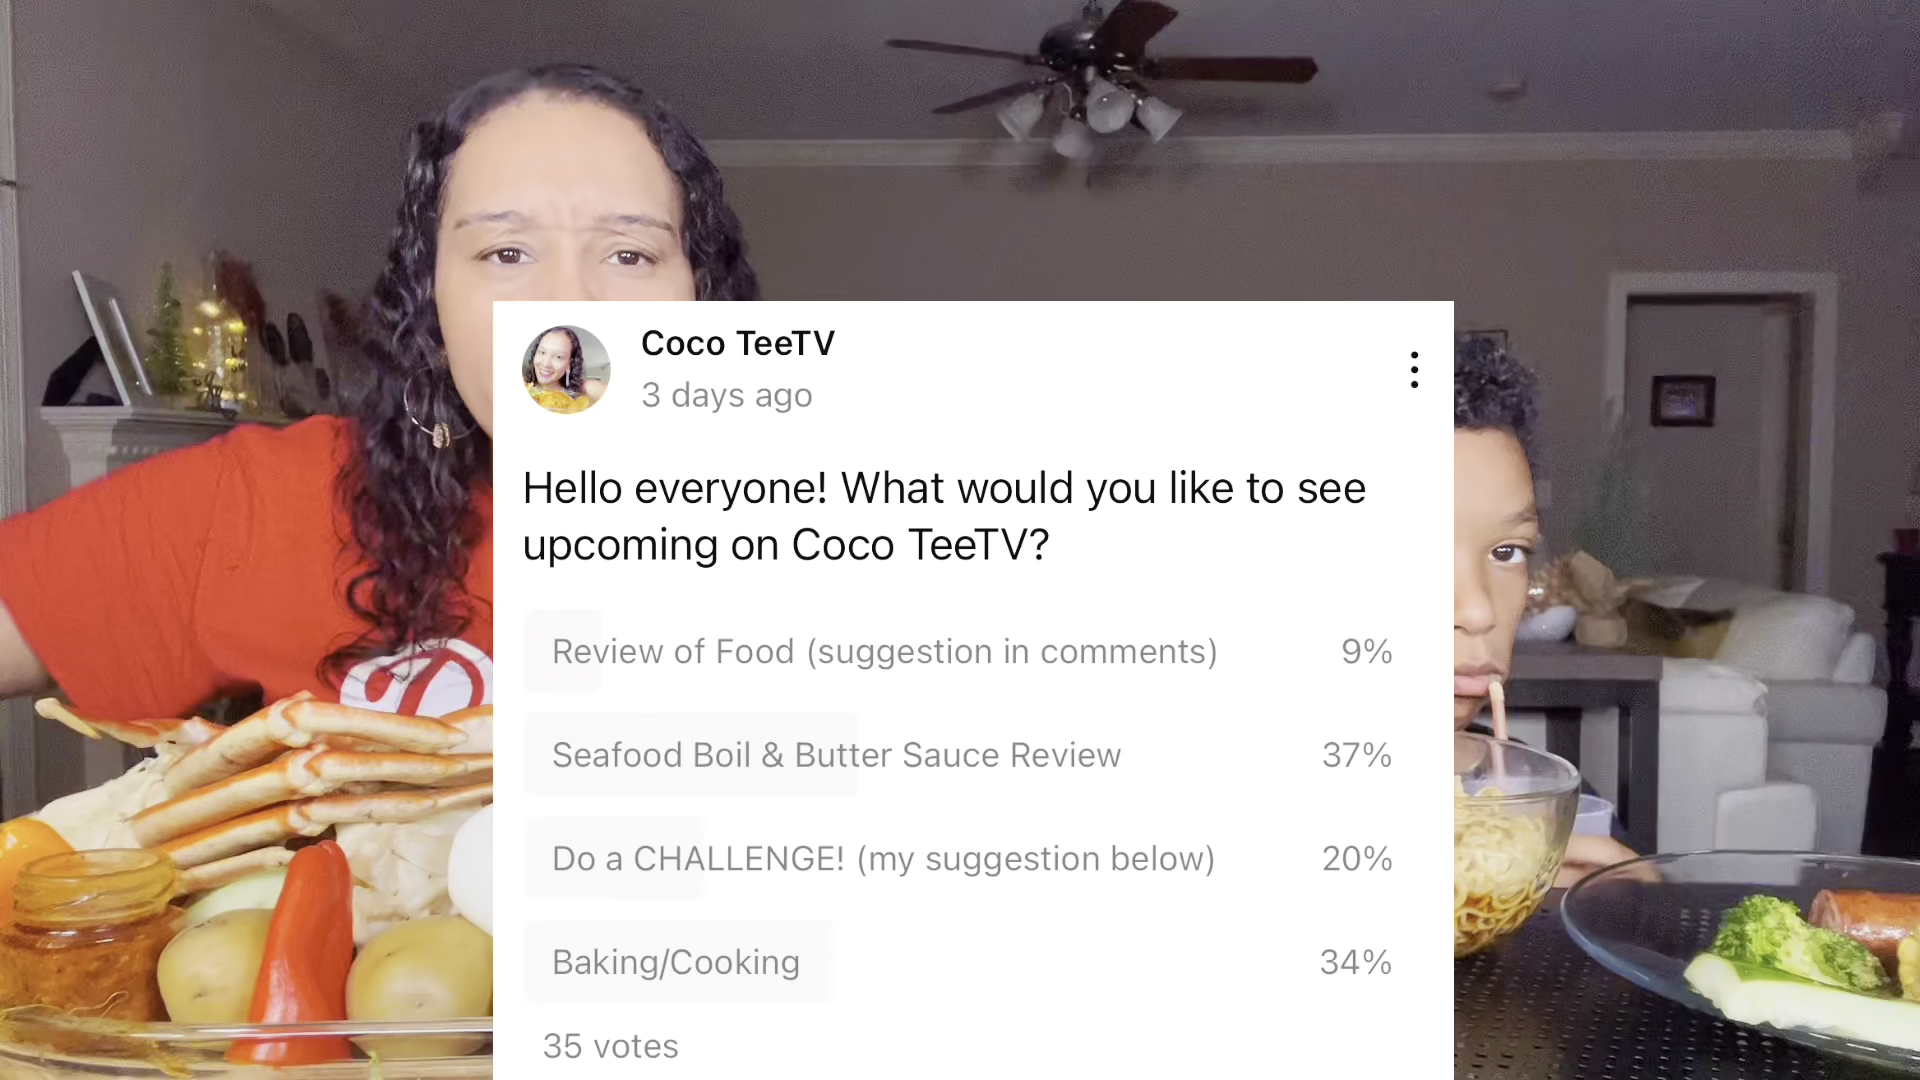 Coco TeeTV
3 days ago
Hello everyone! What would you like to see
upcoming on Coco TeeTV?
Review of Food (suggestion in comments) 9%
Seafood Boil & Butter Sauce Review 37%
Do a CHALLENGE! (my suggestion below) 20%
Baking/Cooking 34%
35 votes